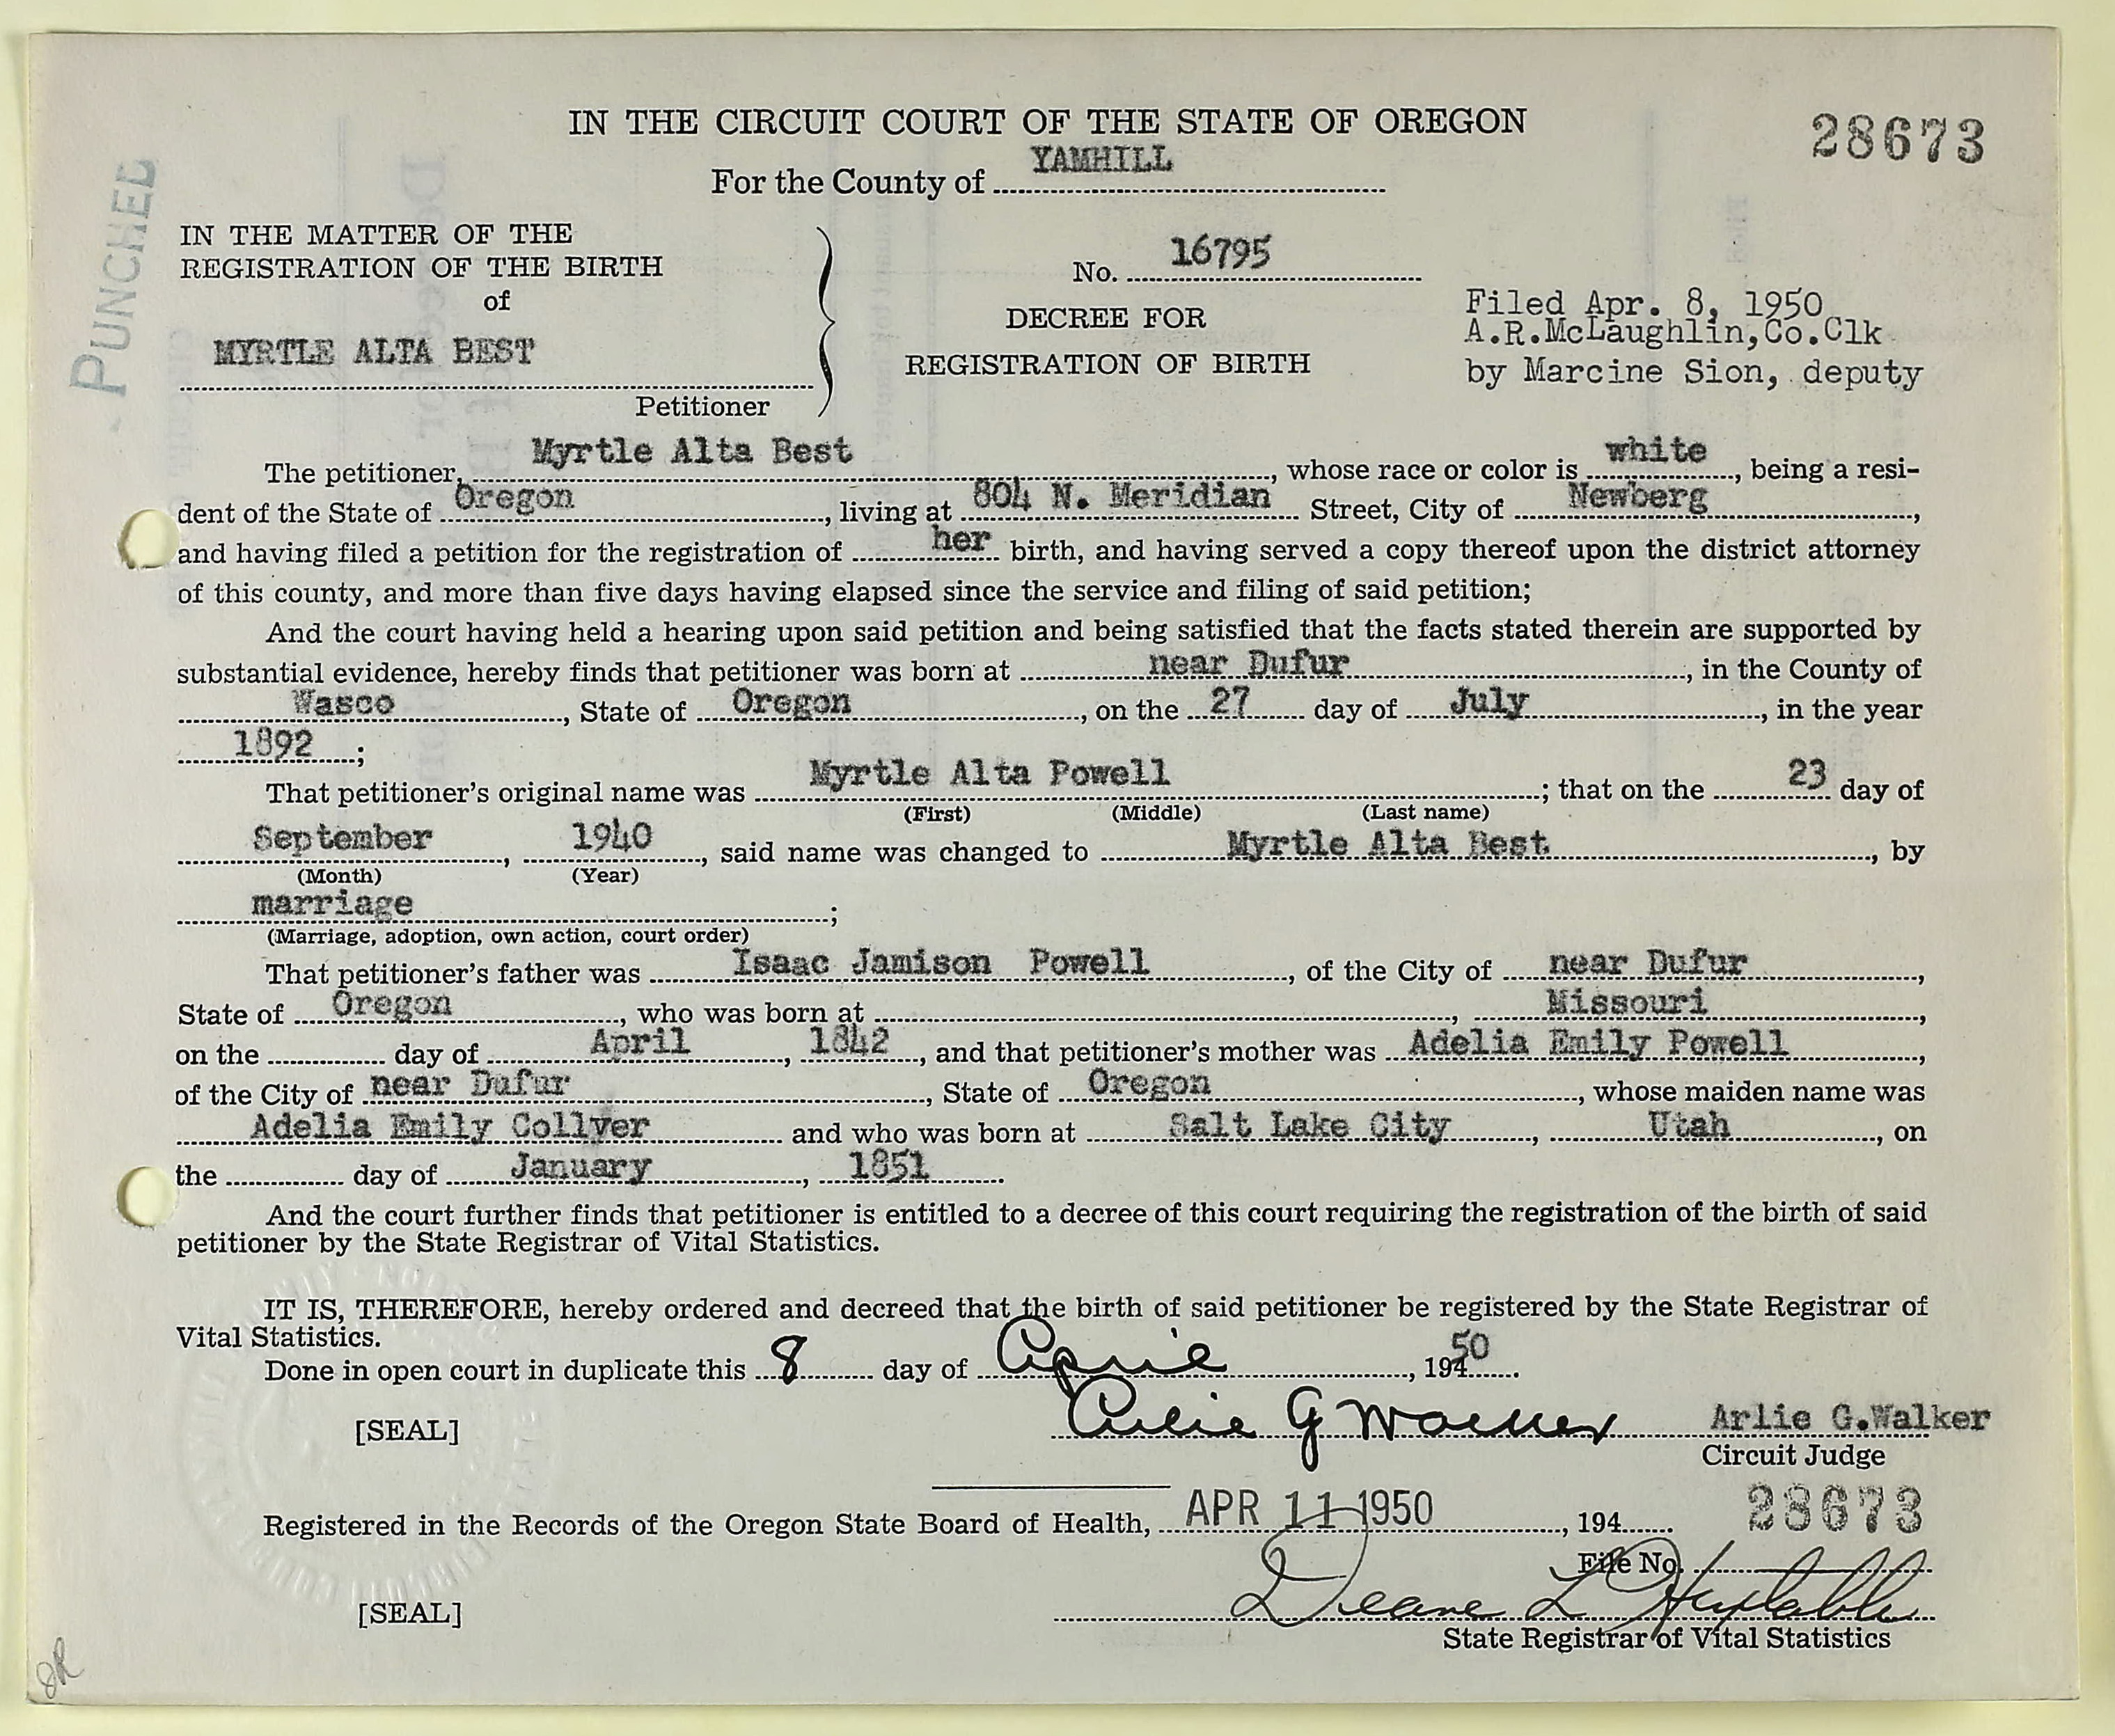 IN THE CIRCUIT COURT OF THE STATE OF OREGON
28673
For the County of YAMHILL
PUNCHED
IN THE MATTER OF THE
REGISTRATION OF THE BIRTH
of
MYRTLE ALTA BEST
Petitioner
No. 16795
DECREE FOR
REGISTRATION OF BIRTH
Filed Apr. 8, 1950
A.R.McLaughlin,Co.Clk
by Marcine Sion, deputy
The petitioner, Myrtle Alta Best, whose race or color is white, being a resi-
dent of the State of Oregon, living at 804 N. Meridian Street, City of Newberg,
and having filed a petition for the registration of her birth, and having served a copy thereof upon the district attorney
of this county, and more than five days having elapsed since the service and filing of said petition;
And the court having held a hearing upon said petition and being satisfied that the facts stated therein are supported by
substantial evidence, hereby finds that petitioner was born at near Dufur, in the County of
Wasco, State of Oregon, on the 27 day of July, in the year
1892;
That petitioner's original name was Myrtle Alta Powell; that on the 23 day of
(First) (Middle) (Last name)
September, 1940, said name was changed to Myrtle Alta Best, by
(Month) (Year)
marriage;
(Marriage, adoption, own action, court order)
That petitioner's father was Isaac Jamison Powell, of the City of near Dufur,
State of Oregon, who was born at , Missouri,
on the day of April, 1842, and that petitioner's mother was Adelia Emily Powell,
of the City of near Dufur, State of Oregon, whose maiden name was
Adelia Emily Collver and who was born at Salt Lake City, Utah, on
the day of January, 1851.
And the court further finds that petitioner is entitled to a decree of this court requiring the registration of the birth of said
petitioner by the State Registrar of Vital Statistics.
IT IS, THEREFORE, hereby ordered and decreed that the birth of said petitioner be registered by the State Registrar of
Vital Statistics.
Done in open court in duplicate this 8 day of April, 19450.
[SEAL]
Arlie G Walker Arlie G.Walker
Circuit Judge
Registered in the Records of the Oregon State Board of Health, APR 11 1950, 194
28673
File No.
Deane L Huxtable
[SEAL]
State Registrar of Vital Statistics